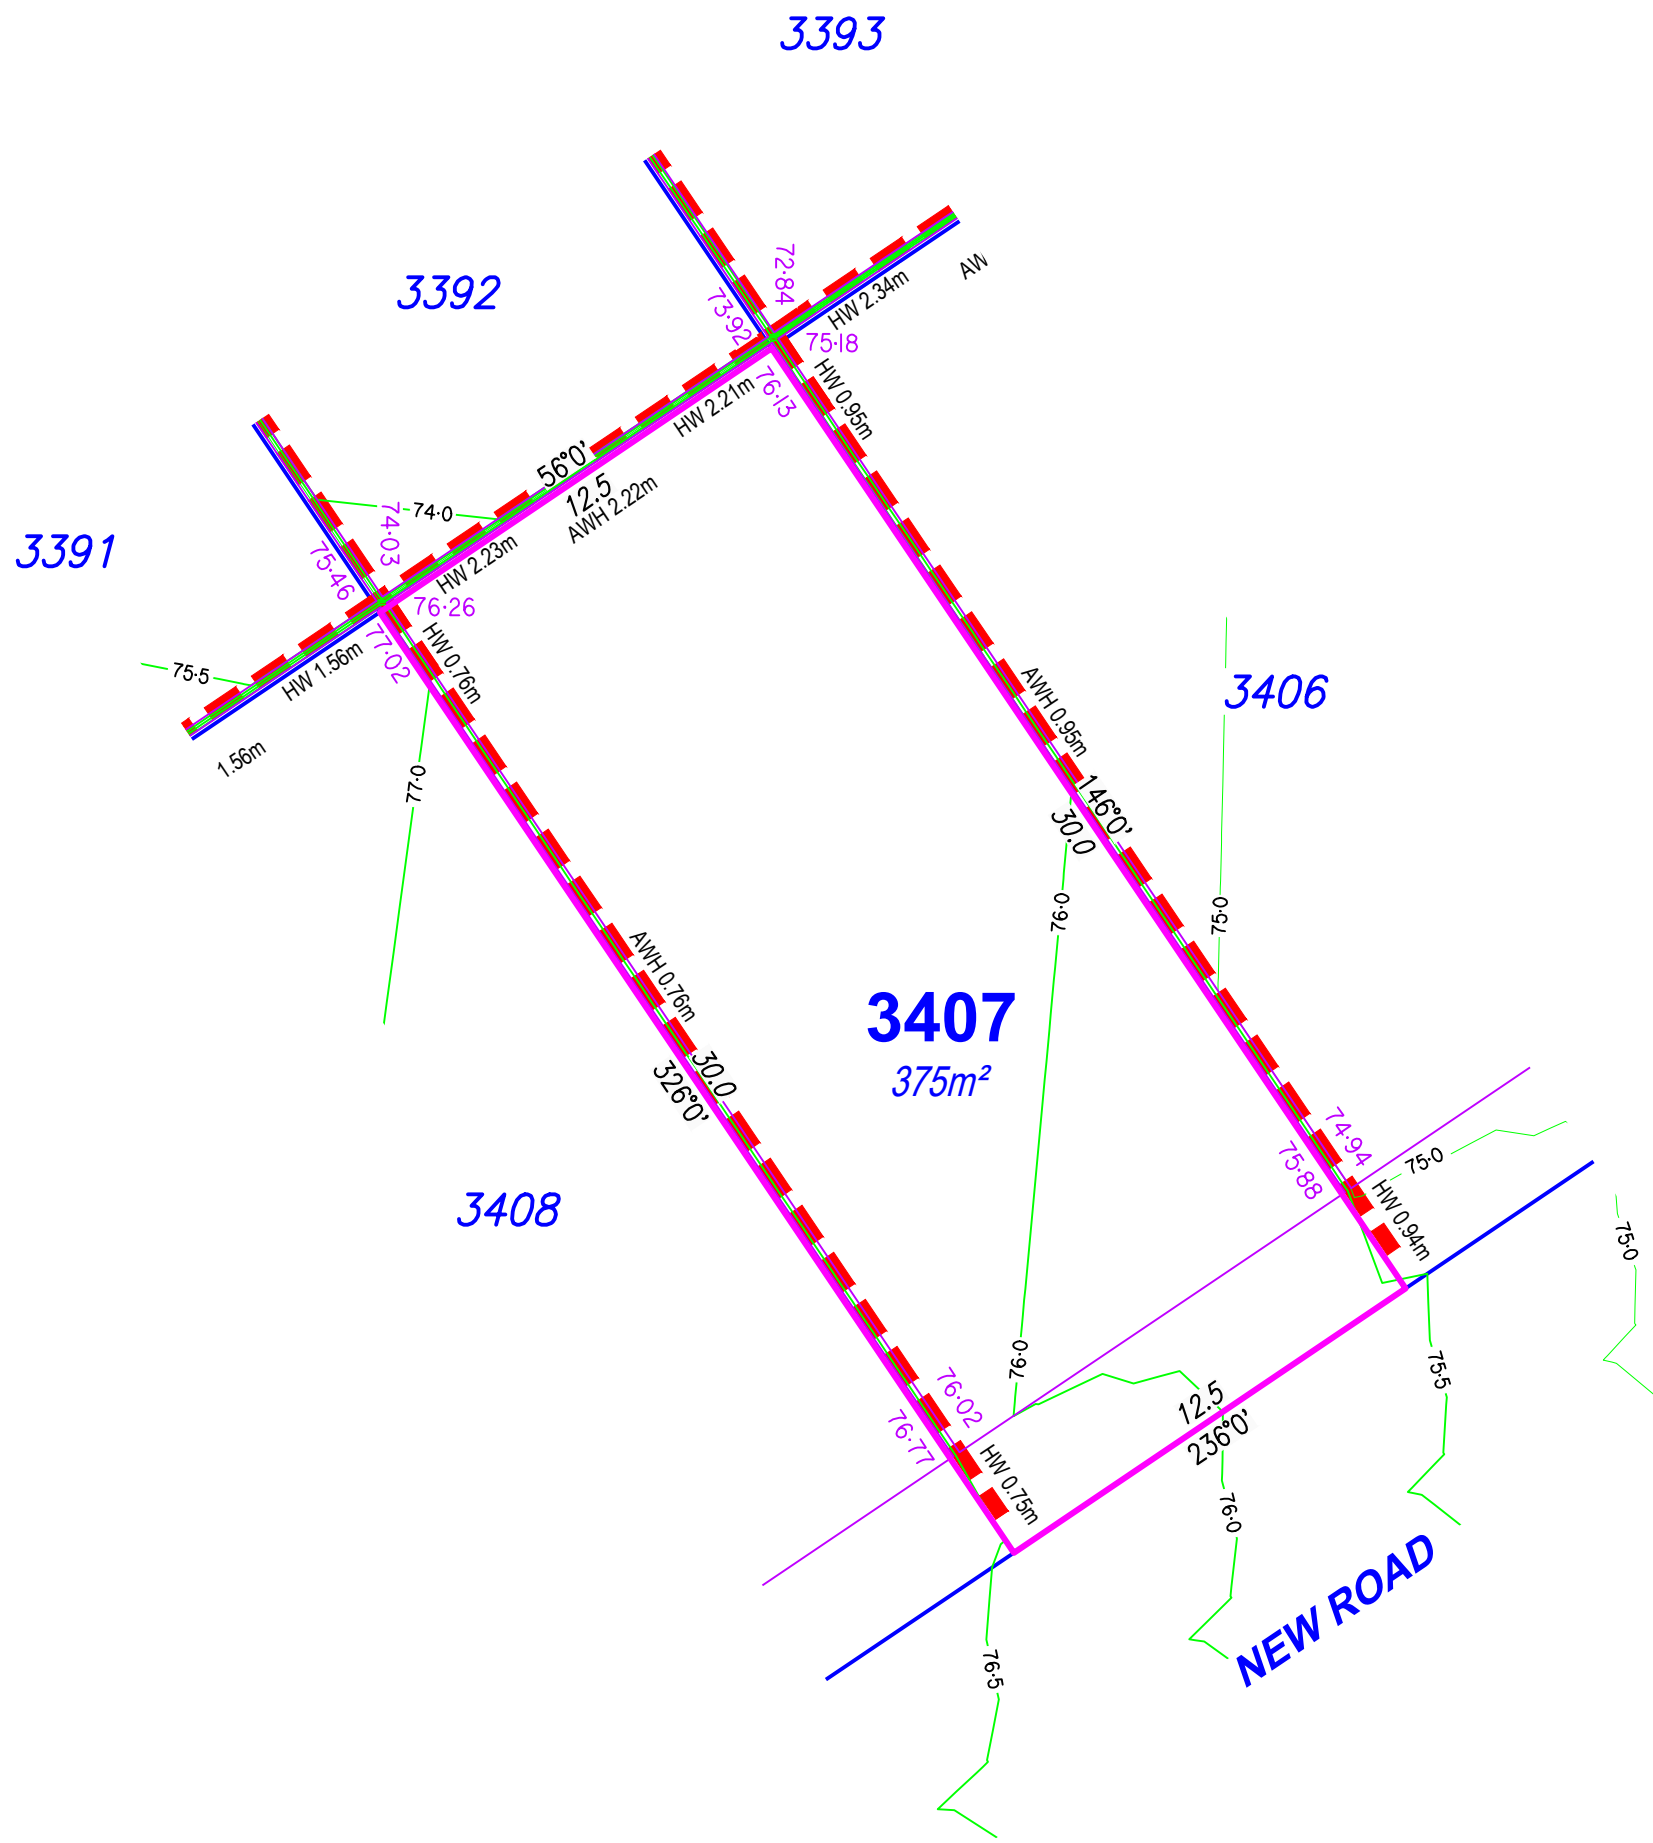 3393
3392
72·84
73·92
HW 2.34m
AW
75·18
76·13
HW 0.95m
HW 2.21m
56°0'
12.5
AWH 2.22m
74·0
74·03
3391
75·46
HW 2.23m
76·26
77·02
HW 0.76m
HW 1.56m
75·5
1.56m
77·0
3406
AWH 0.95m
146°0'
30.0
76·0
75·0
AWH 0.76m
3407
375m²
30.0
326°0'
74·94
75·88
75·0
HW 0.94m
3408
75·0
76·0
75·5
76·02
76·77
12.5
236°0'
HW 0.75m
76·0
NEW ROAD
76·5